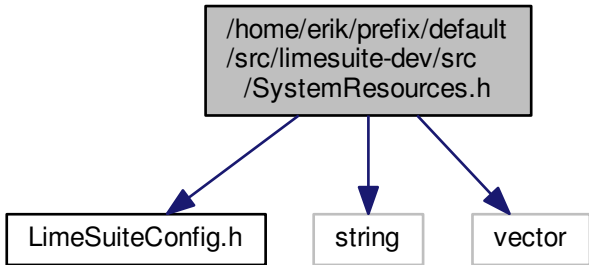 /home/erik/prefix/default
/src/limesuite-dev/src
/SystemResources.h
LimeSuiteConfig.h
string
vector